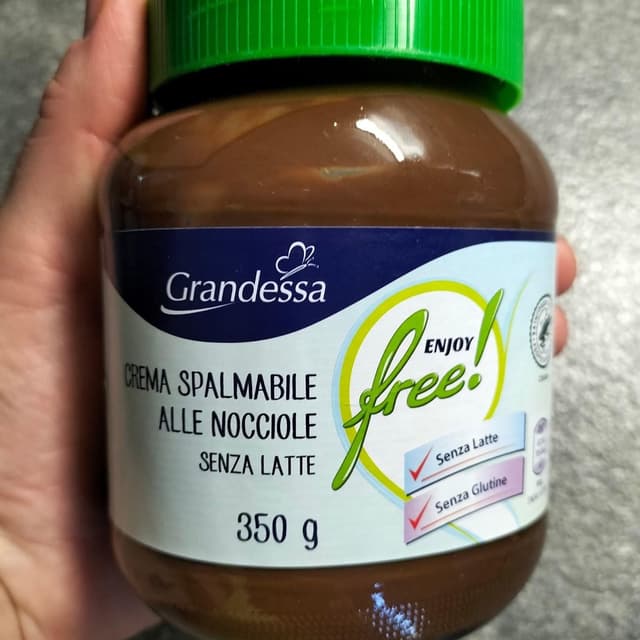 Grandessa
CREMA SPALMABILE
ALLE NOCCIOLE
SENZA LATTE
350 g
ENJOY
free!
Senza Latte
Senza Glutine